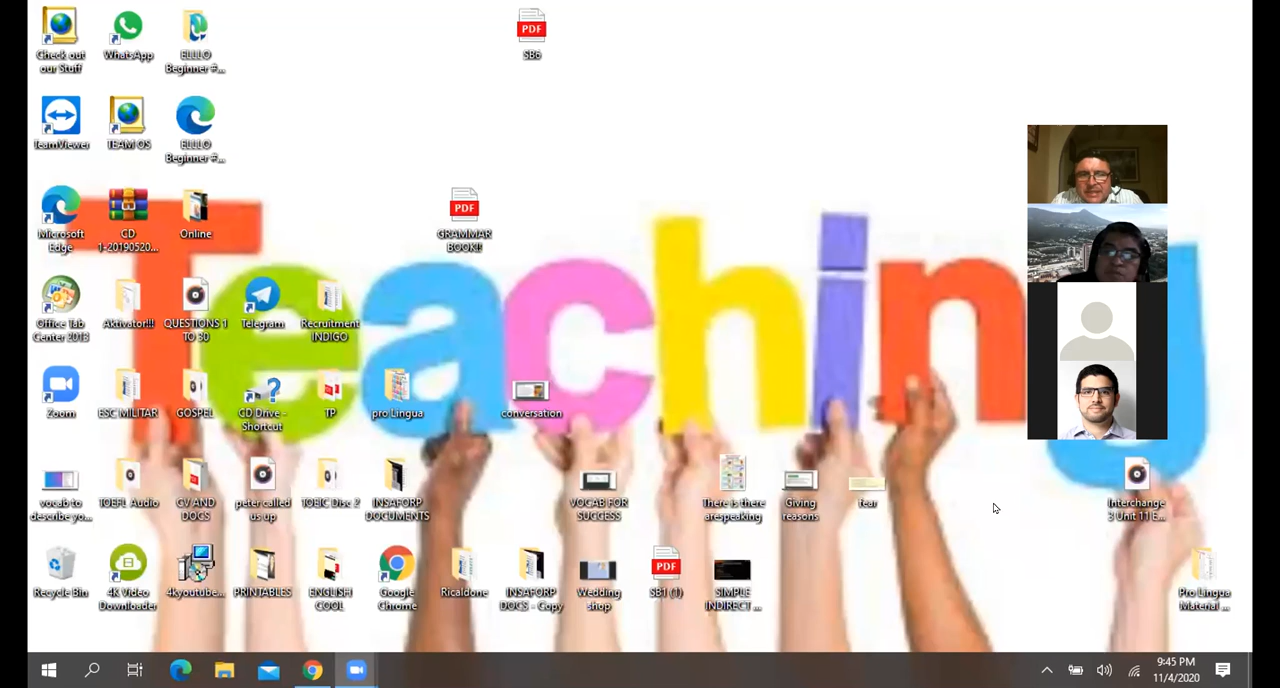 Check out
our Stuff
WhatsApp
ELLLO
Beginner #...
PDF
SB6
TeamViewer
TEAM OS
ELLLO
Beginner #...
Microsoft
Edge
CD
1-20190520...
Online
PDF
GRAMMAR
BOOK!!
Teaching
Office Tab
Center 2013
Aktivator!!!
QUESTIONS 1
TO 30
Telegram
Recruitment
INDIGO
Zoom
ESC MILITAR
GOSPEL
CD Drive -
Shortcut
TP
pro Lingua
conversation
vocab to
describe yo...
TOEFL Audio
CV AND
DOCS
peter called
us up
TOEIC Disc 2
INSAFORP
DOCUMENTS
VOCAB FOR
SUCCESS
There is there
arespeaking
Giving
reasons
fear
Interchange
3 Unit 11 E...
Recycle Bin
4K Video
Downloader
4kyoutube...
PRINTABLES
ENGLISH
COOL
Google
Chrome
Ricaldone
INSAFORP
DOCS - Copy
Wedding
shop
PDF
SB1 (1)
SIMPLE
INDIRECT ...
Pro Lingua
Material ...
9:45 PM
11/4/2020